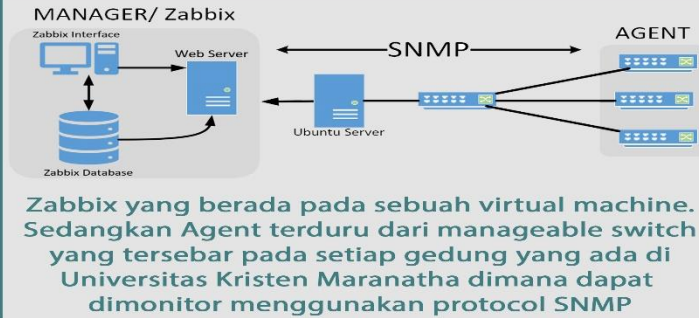 MANAGER/ Zabbix
Zabbix Interface
Web Server
SNMP
AGENT
Ubuntu Server
Zabbix Database
Zabbix yang berada pada sebuah virtual machine.
Sedangkan Agent terduru dari manageable switch
yang tersebar pada setiap gedung yang ada di
Universitas Kristen Maranatha dimana dapat
dimonitor menggunakan protocol SNMP